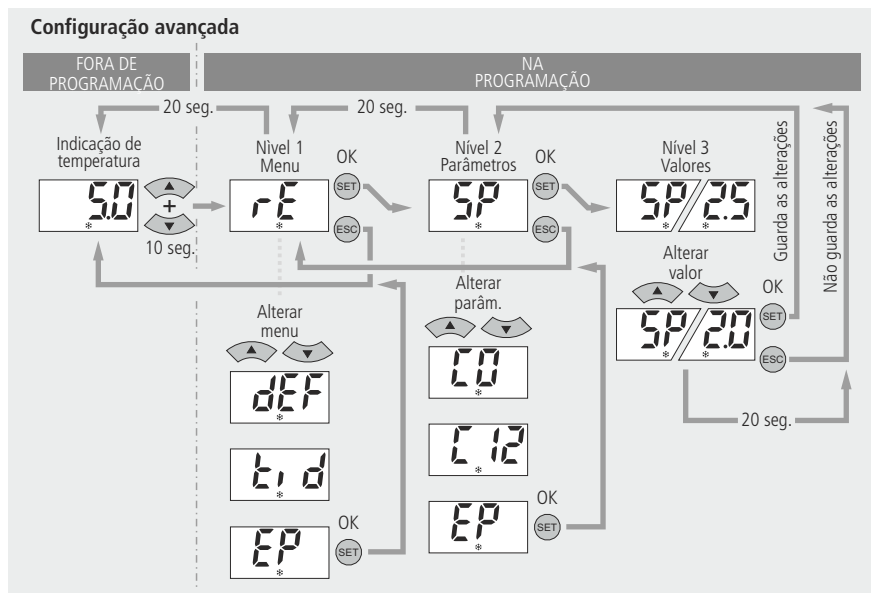 Configuração avançada
FORA DE
PROGRAMAÇÃO
NA
PROGRAMAÇÃO
20 seg.
20 seg.
Indicação de
temperatura
5.0
+
10 seg.
Nìvel 1
Menu
rE
OK
SET
ESC
Nível 2
Parâmetros
SP
OK
SET
ESC
Nível 3
Valores
SP/2.5
Alterar
valor
SP/2.0
OK
SET
ESC
20 seg.
Guarda as alterações
Não guarda as alterações
Alterar
menu
dEF
tid
EP
OK
SET
Alterar
parâm.
C0
C12
EP
OK
SET